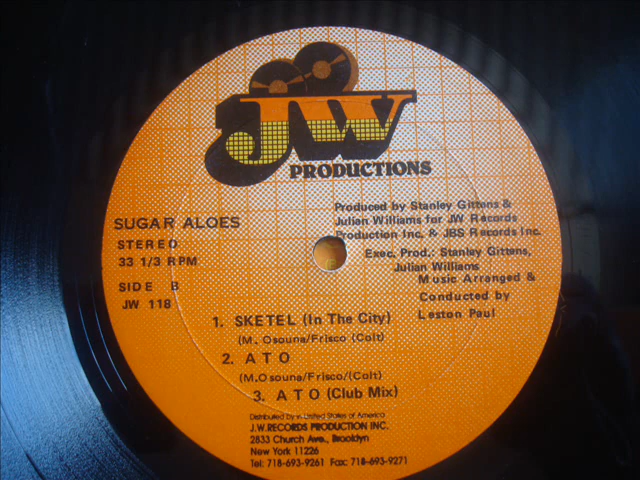 JW
PRODUCTIONS
SUGAR ALOES
STEREO
33 1/3 RPM
SIDE B
JW 118
Produced by Stanley Gittens &
Julian Williams for JW Records
Production Inc. & JBS Records Inc.
Exec. Prod.: Stanley Gittens,
Julian Williams
Music Arranged &
Conducted by
Leston Paul
1. SKETEL (In The City)
(M. Osouna/Frisco (Colt)
2. A T O
(M.Osouna/Frisco/(Colt)
3. A T O (Club Mix)
Distributed by in United States of America
J.W. RECORDS PRODUCTION INC.
2833 Church Ave., Brooklyn
New York 11226
Tel: 718-693-9261 Fax: 718-693-9271